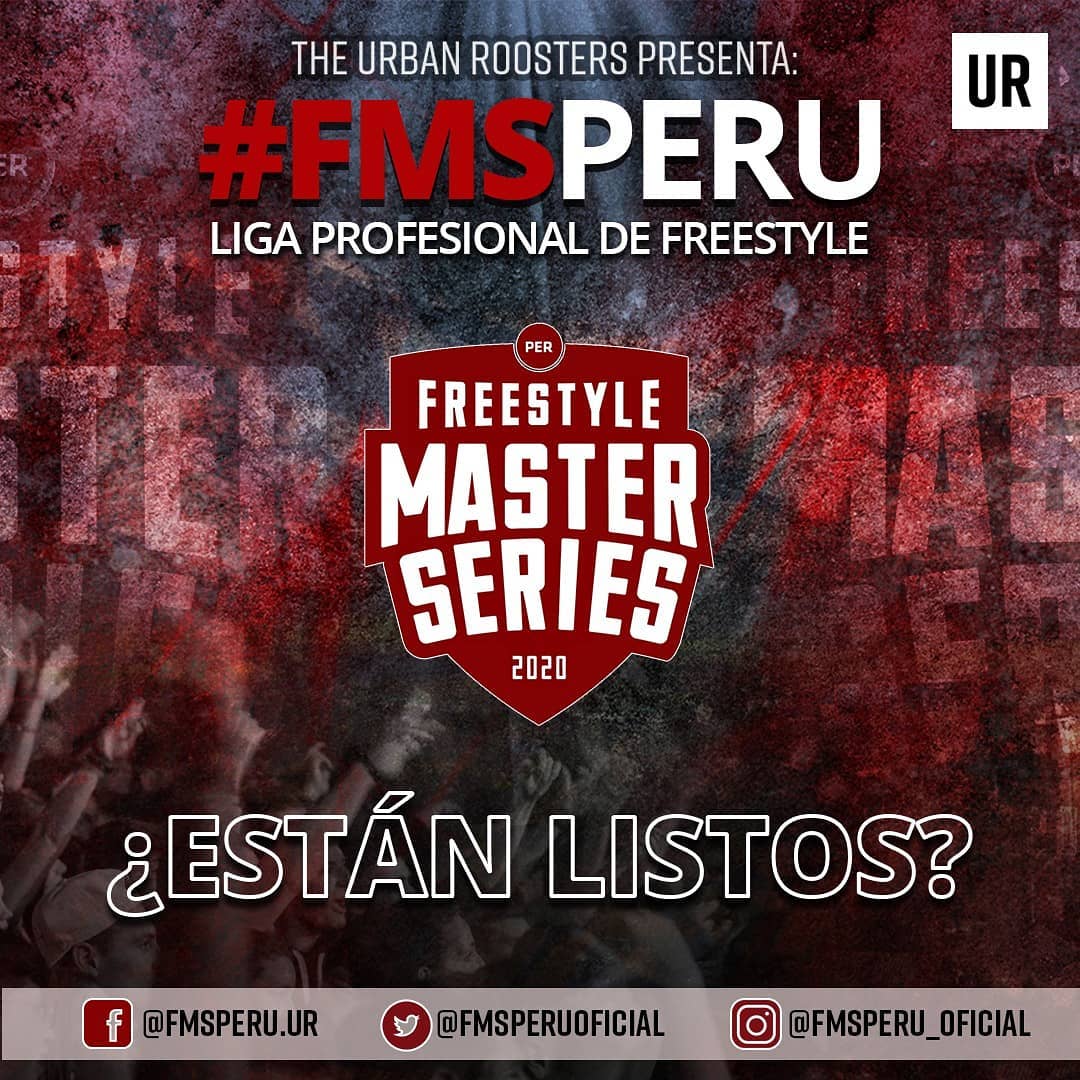 THE URBAN ROOSTERS PRESENTA:
UR
#FMSPERU
LIGA PROFESIONAL DE FREESTYLE
PER
FREESTYLE
MASTER
SERIES
2020
¿ESTÁN LISTOS?
@FMSPERU.UR @FMSPERUOFICIAL @FMSPERU_OFICIAL